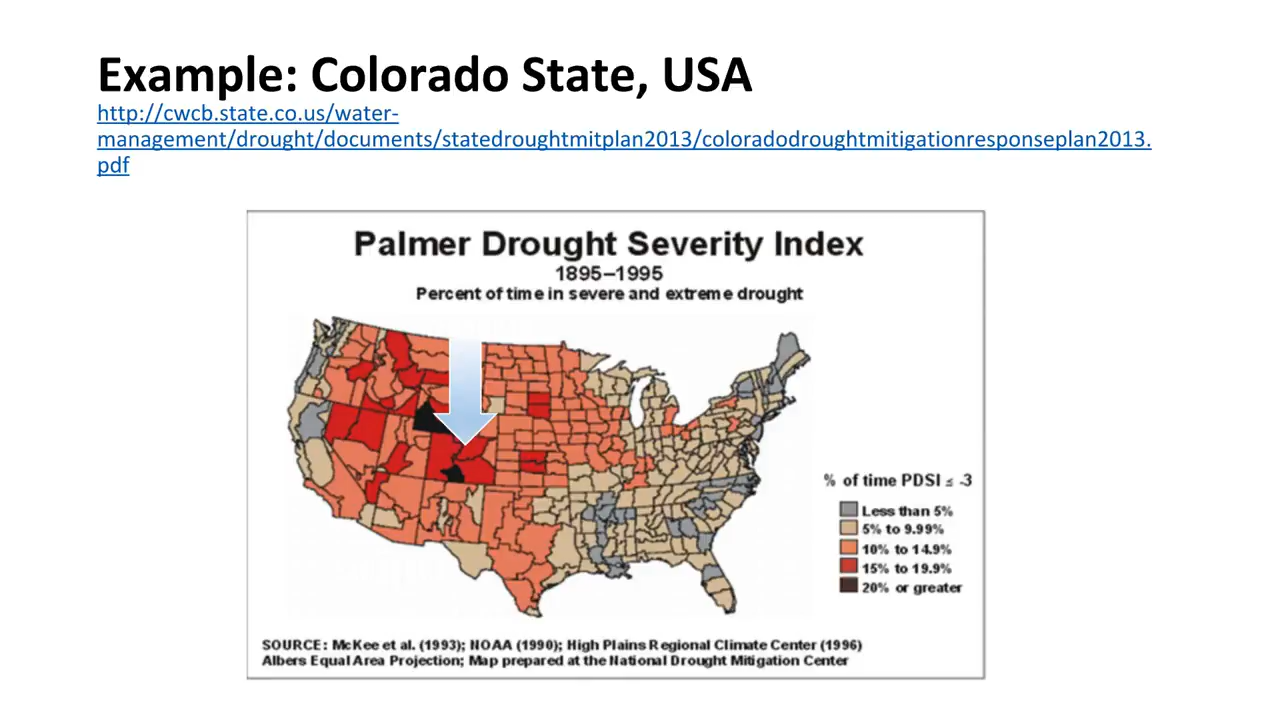 Example: Colorado State, USA
http://cwcb.state.co.us/water-
management/drought/documents/statedroughtmitplan2013/coloradodroughtmitigationresponseplan2013.
pdf
Palmer Drought Severity Index
1895–1995
Percent of time in severe and extreme drought
% of time PDSI ≤ -3
Less than 5%
5% to 9.99%
10% to 14.9%
15% to 19.9%
20% or greater
SOURCE: McKee et al. (1993); NOAA (1990); High Plains Regional Climate Center (1996)
Albers Equal Area Projection; Map prepared at the National Drought Mitigation Center